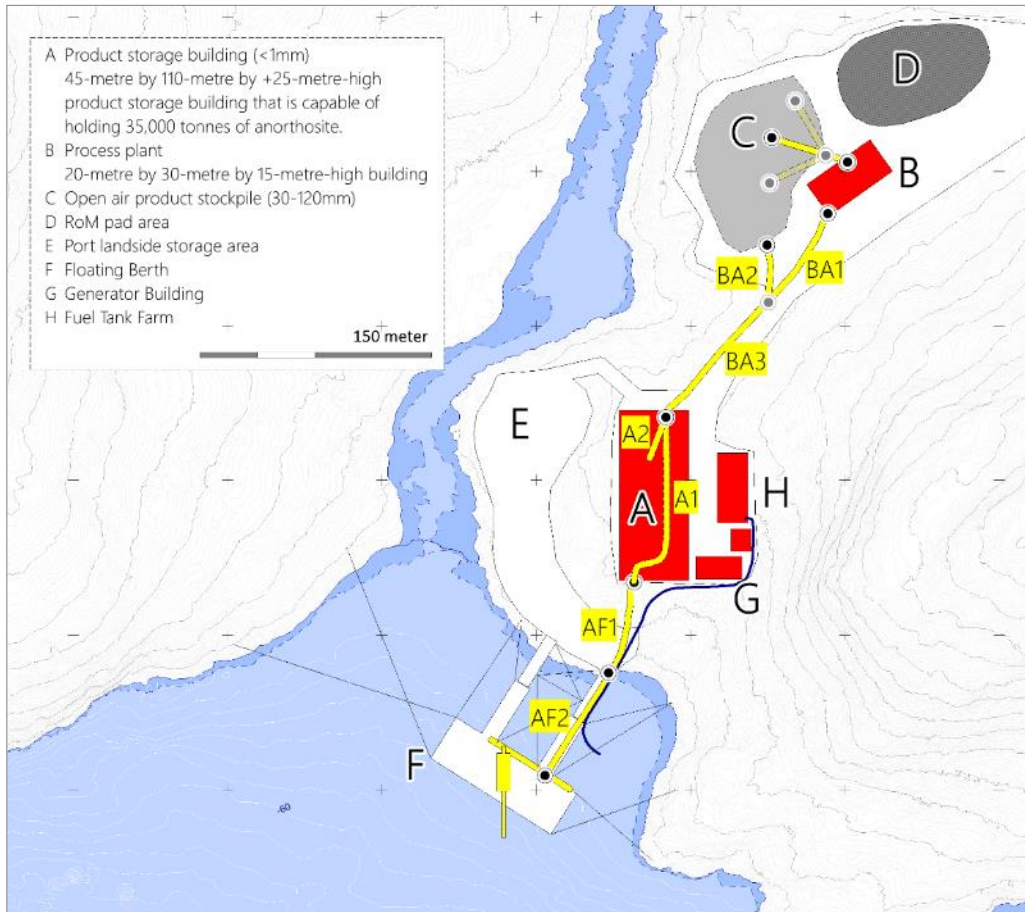 A Product storage building (<1mm)
45-metre by 110-metre by +25-metre-high
product storage building that is capable of
holding 35,000 tonnes of anorthosite.
B Process plant
20-metre by 30-metre by 15-metre-high building
C Open air product stockpile (30-120mm)
D RoM pad area
E Port landside storage area
F Floating Berth
G Generator Building
H Fuel Tank Farm
150 meter
D
C
B
BA2
BA1
BA3
E
A2
A
A1
H
G
AF1
AF2
F
-60